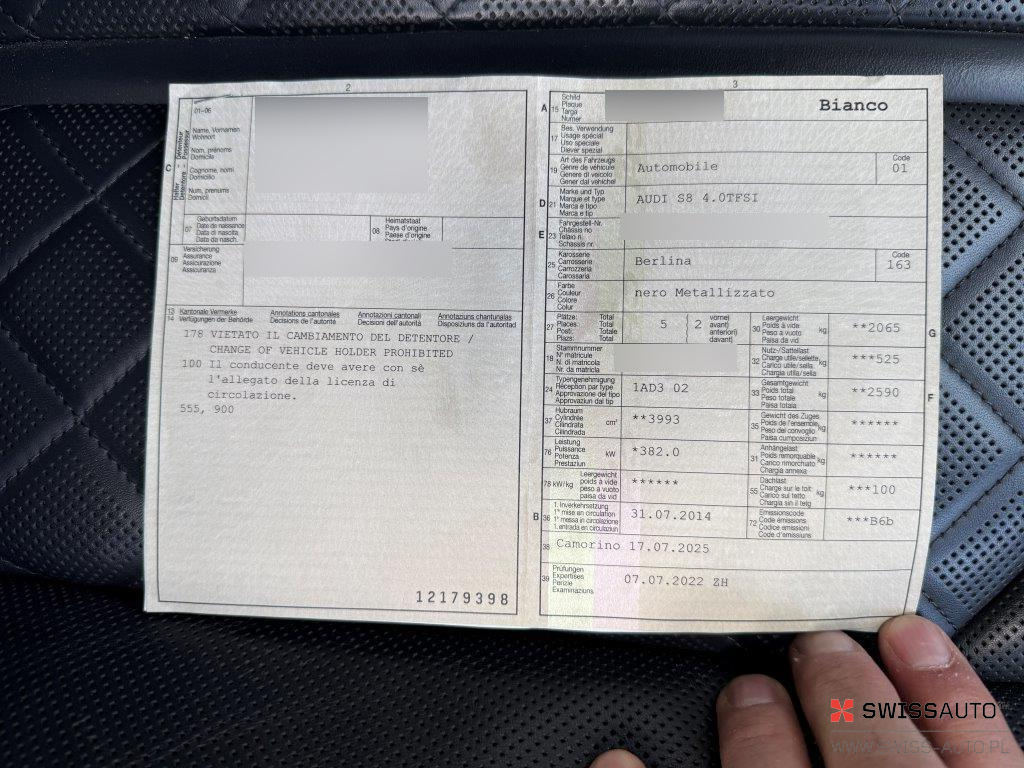 2
01-06
C
Halter Detentore
Détenteur Possessur
Name, Vornamen
Wohnort
Nom, prénoms
Domicile
Cognome, nomi
Domicilio
Num, prenums
Domicil
07
Geburtsdatum
Date de naissance
Data di nascita
Data da nasch.
08
Heimatstaat
Pays d'origine
Paese d'origine
09
Versicherung
Assurance
Assicurazione
Assicuranza
13 Kantonale Vermerke Annotations cantonales Annotazioni cantonali Annotaziuns chantunalas
14 Verfügungen der Behörde Decisions de l'autorité Decisioni dell'autorità Disposiziuns da l'autoritad
178 VIETATO IL CAMBIAMENTO DEL DETENTORE /
CHANGE OF VEHICLE HOLDER PROHIBITED
100 Il conducente deve avere con sè
l'allegato della licenza di
circolazione.
555, 900
12179398
3
A 15
Schild
Plaque
Targa
Numer
Bianco
17
Bes. Verwendung
Usage spécial
Uso speciale
Diever spezial
19
Art des Fahrzeugs
Genre de véhicule
Genere di veicolo
Gener dal vehichel
Automobile
Code
01
D 21
Marke und Typ
Marque et type
Marca e tipo
Marca e tip
AUDI S8 4.0TFSI
E 23
Fahrgestell-Nr.
Châssis no
Telaio n.
Schassis nr.
25
Karosserie
Carrosserie
Carrozzeria
Carossaria
Berlina
Code
163
26
Farbe
Couleur
Colore
Colur
nero Metallizzato
27
Plätze: Total
Places: Total
Posti: Totale
Plazs: Total
5 { 2
vorne)
avant)
anteriori)
davant)
30
Leergewicht
Poids à vide
Peso a vuoto
Paisa da vid
kg
**2065
G
18
Stammnummer
N° matricule
N. di matricola
Nr. da matricla
32
Nutz-/Sattellast
Charge utile/sellette
Carico utile/sella
Chargia utila/sella
kg
***525
24
Typengenehmigung
Réception par type
Approvazione del tipo
Approvaziun dal tip
1AD3 02
33
Gesamtgewicht
Poids total
Peso totale
Paisa totala
kg
**2590
F
37
Hubraum
Cylindrée
Cilindrata
Cilindrada
cm³
**3993
35
Gewicht des Zuges
Poids de l'ensemble
Peso del convoglio
Paisa cumposiziun
kg
******
76
Leistung
Puissance
Potenza
Prestaziun
kW
*382.0
31
Anhängelast
Poids remorquable
Carico rimorchiato
Chargia annexa
kg
******
78 kW/kg
Leergewicht
poids à vide
peso a vuoto
paisa da vid
******
55
Dachlast
Charge sur le toit
Carico sul tetto
Chargia sin il tetg
kg
***100
B 36
1. Inverkehrsetzung
1re mise en circulation
1a messa in circolazione
1. entrada en circulaziun
31.07.2014
72
Emissionscode
Code émissions
Codice emissioni
Code d'emissiuns
***B6b
38 Camorino 17.07.2025
39
Prüfungen
Expertises
Perizie
Examinaziuns
07.07.2022 ZH
SWISSAUTO
WWW.SWISS-AUTO.PL